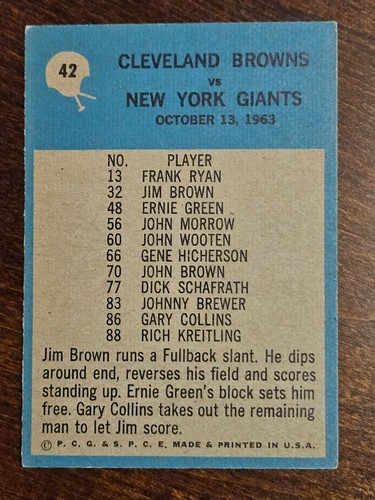 42
CLEVELAND BROWNS
vs
NEW YORK GIANTS
OCTOBER 13, 1963
NO. PLAYER
13 FRANK RYAN
32 JIM BROWN
48 ERNIE GREEN
56 JOHN MORROW
60 JOHN WOOTEN
66 GENE HICHERSON
70 JOHN BROWN
77 DICK SCHAFRATH
83 JOHNNY BREWER
86 GARY COLLINS
88 RICH KREITLING
Jim Brown runs a Fullback slant. He dips
around end, reverses his field and scores
standing up. Ernie Green's block sets him
free. Gary Collins takes out the remaining
man to let Jim score.
© P. C. G. & S. P. C. E. MADE & PRINTED IN U.S.A.